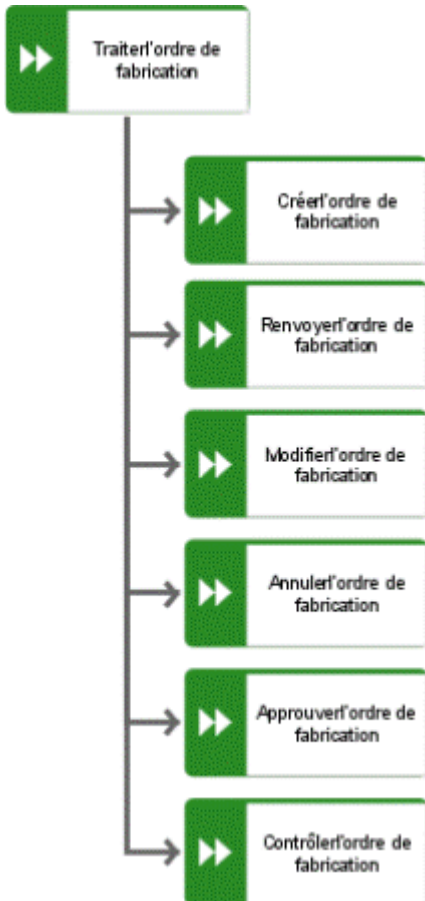 Traiterl'ordre de
fabrication
Créerl'ordre de
fabrication
Renvoyerl'ordre de
fabrication
Modifierl'ordre de
fabrication
Annulerl'ordre de
fabrication
Approuverl'ordre de
fabrication
Contrôlerl'ordre de
fabrication